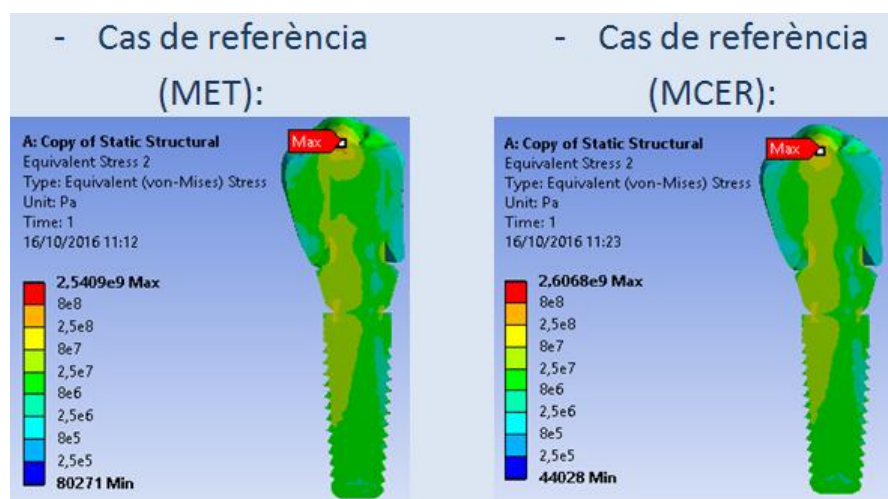 - Cas de referència
(MET):
Max
A: Copy of Static Structural
Equivalent Stress 2
Type: Equivalent (von-Mises) Stress
Unit: Pa
Time: 1
16/10/2016 11:12
2,5409e9 Max
8e8
2,5e8
8e7
2,5e7
8e6
2,5e6
8e5
2,5e5
80271 Min
- Cas de referència
(MCER):
Max
A: Copy of Static Structural
Equivalent Stress 2
Type: Equivalent (von-Mises) Stress
Unit: Pa
Time: 1
16/10/2016 11:23
2,6068e9 Max
8e8
2,5e8
8e7
2,5e7
8e6
2,5e6
8e5
2,5e5
44028 Min